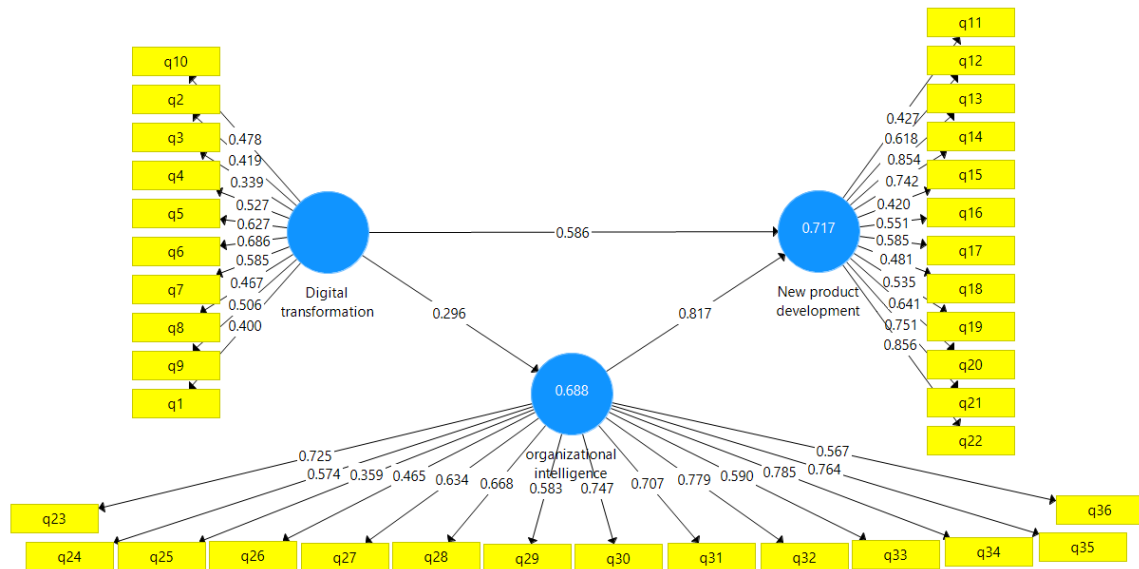 q10
q2
q3
q4
q5
q6
q7
q8
q9
q1
0.478
0.419
0.339
0.527
0.627
0.686
0.585
0.467
0.506
0.400
Digital
transformation
0.586
0.296
0.817
0.717
New product
development
0.427
0.618
0.854
0.742
0.420
0.551
0.585
0.481
0.535
0.641
0.751
0.856
q11
q12
q13
q14
q15
q16
q17
q18
q19
q20
q21
q22
0.688
organizational
intelligence
0.725
0.574
0.359
0.465
0.634
0.668
0.583
0.747
0.707
0.779
0.590
0.785
0.764
0.567
q23
q24
q25
q26
q27
q28
q29
q30
q31
q32
q33
q34
q35
q36